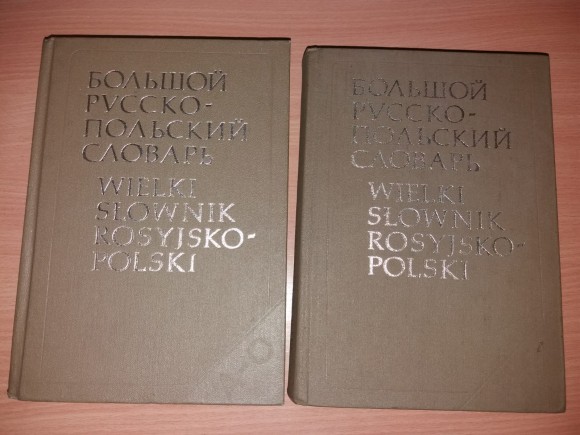 БОЛЬШОЙ
РУССКО-
ПОЛЬСКИЙ
СЛОВАРЬ
WIELKI
SŁOWNIK
ROSYJSKO-
POLSKI
А-О
БОЛЬШОЙ
РУССКО-
ПОЛЬСКИЙ
СЛОВАРЬ
WIELKI
SŁOWNIK
ROSYJSKO-
POLSKI